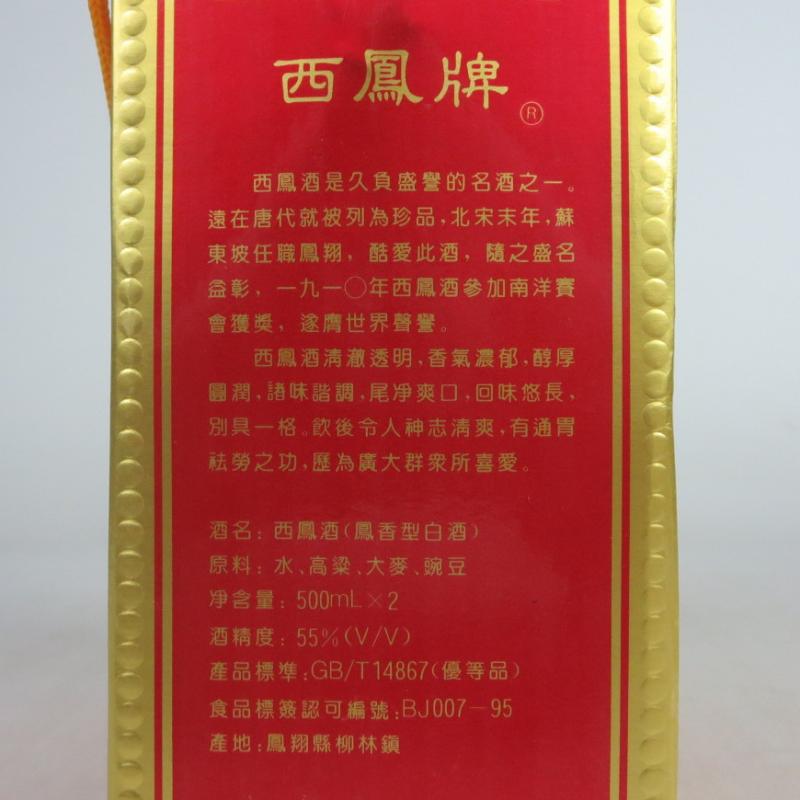 西鳳牌
®
西鳳酒是久負盛譽的名酒之一。
遠在唐代就被列為珍品,北宋末年,蘇
東坡任職鳳翔,酷愛此酒,隨之盛名
益彰,一九一〇年西鳳酒參加南洋賽
會獲獎,遂膺世界聲譽。
西鳳酒清澈透明,香氣濃郁,醇厚
圓潤,諸味諧調,尾淨爽口,回味悠長,
別具一格。飲後令人神志清爽,有通胃
祛勞之功,歷為廣大群眾所喜愛。
酒名:西鳳酒(鳳香型白酒)
原料:水、高粱、大麥、豌豆
凈含量:500mL×2
酒精度:55%(V/V)
產品標準:GB/T14867(優等品)
食品標簽認可編號:BJ007-95
產地:鳳翔縣柳林鎮